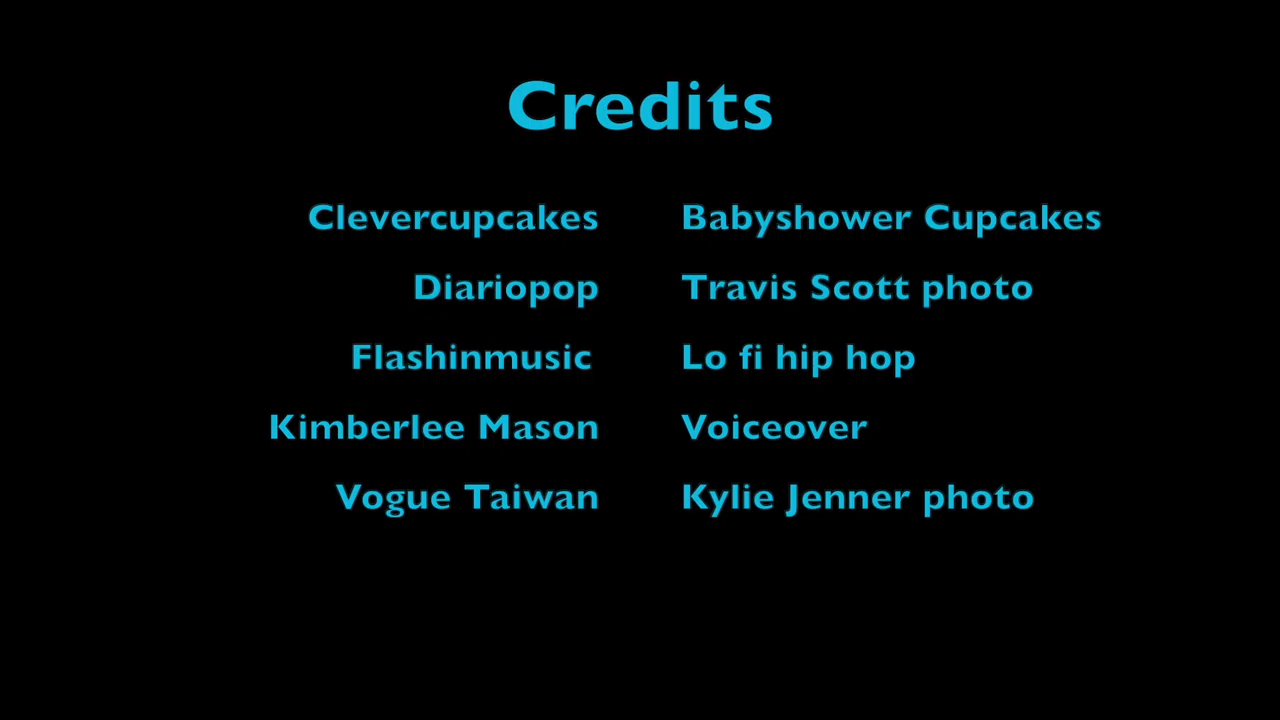 Credits
Clevercupcakes Babyshower Cupcakes
Diariopop Travis Scott photo
Flashinmusic Lo fi hip hop
Kimberlee Mason Voiceover
Vogue Taiwan Kylie Jenner photo